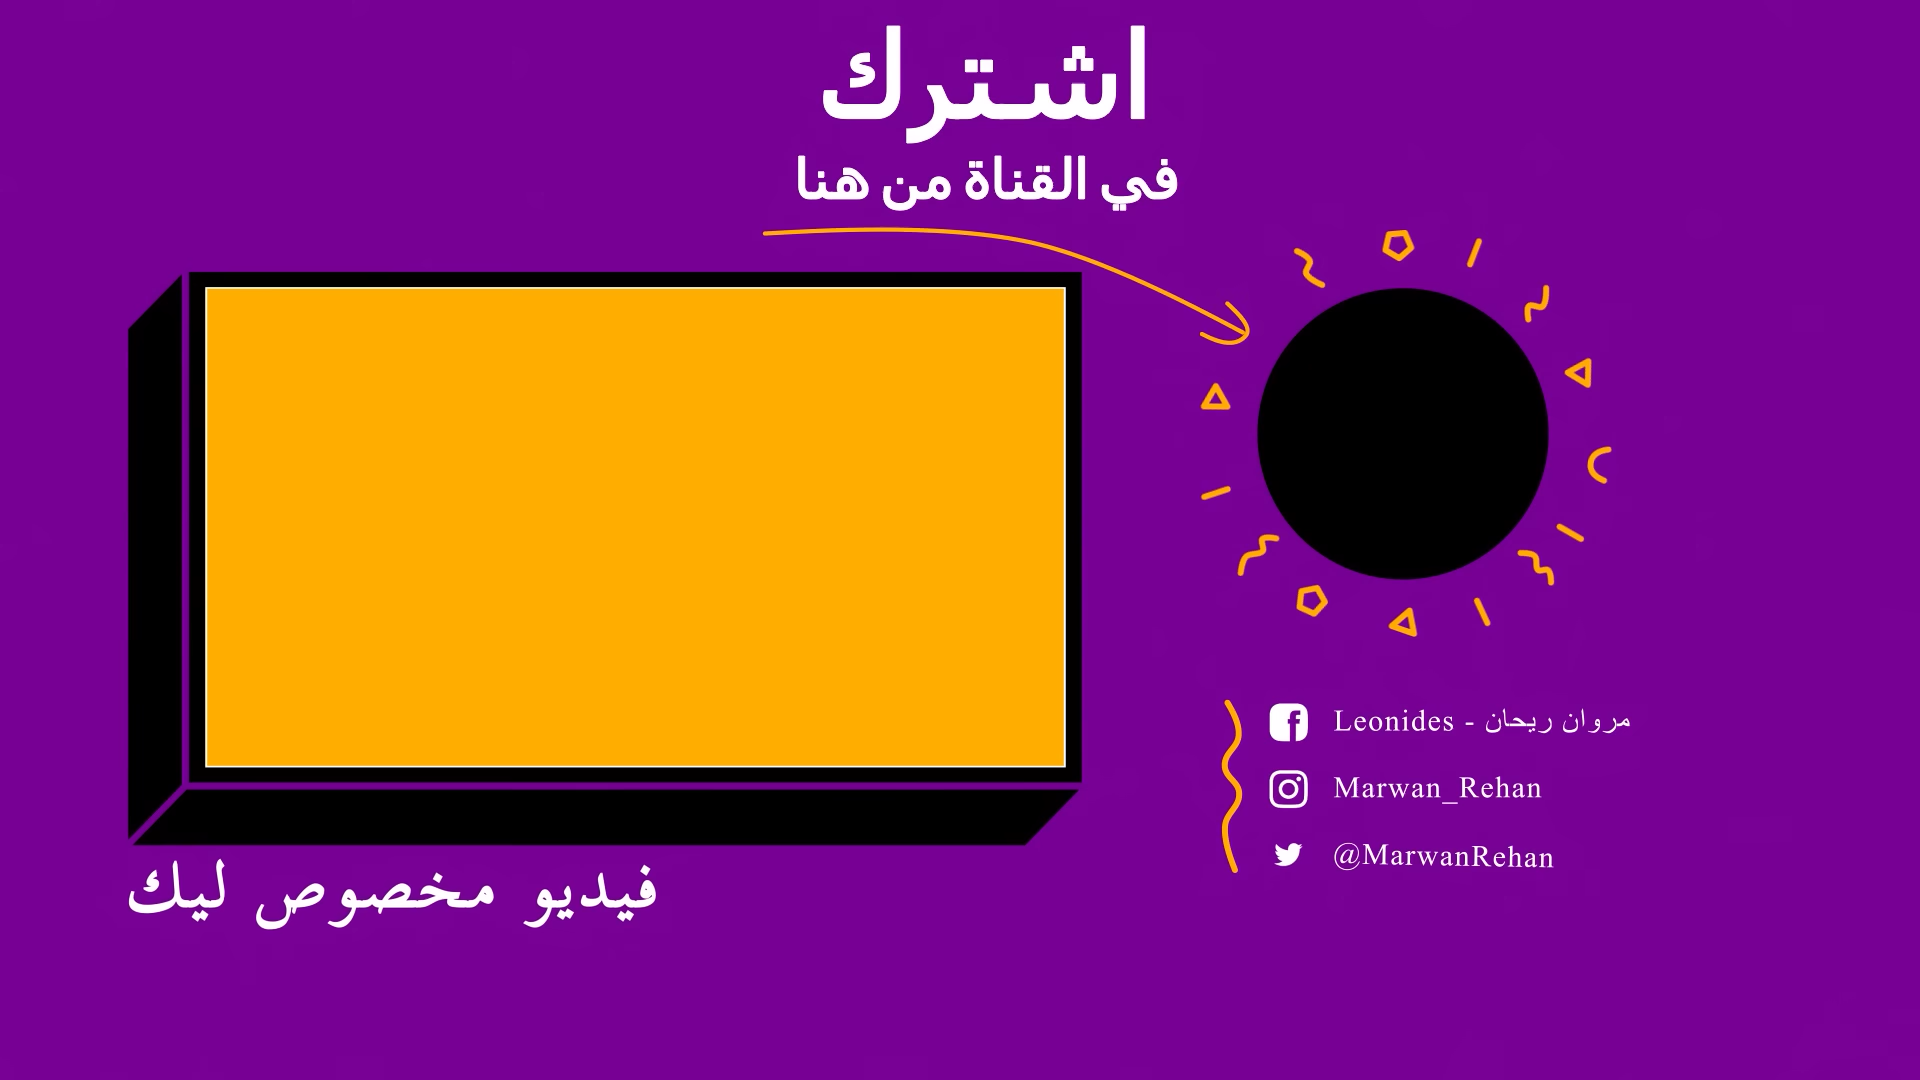 اشترك
في القناة من هنا
Leonides - مروان ريحان
Marwan_Rehan
@MarwanRehan
فيديو مخصوص ليك